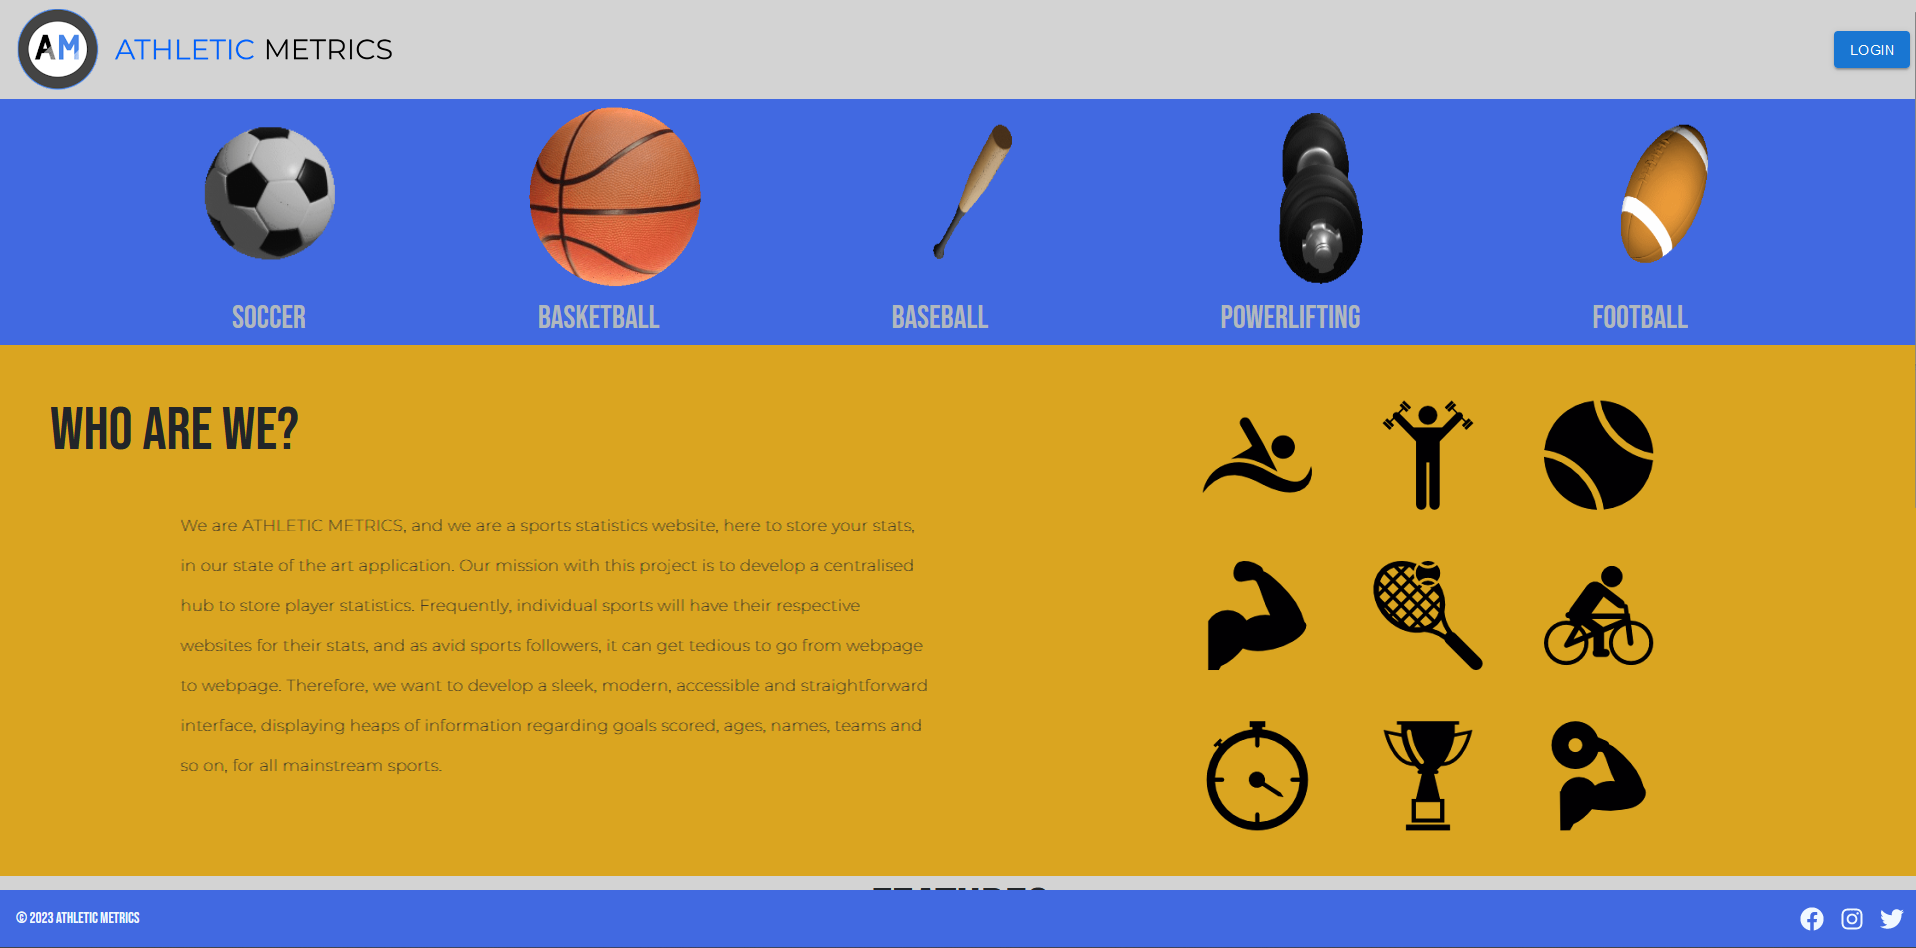 AM ATHLETIC METRICS
LOGIN
SOCCER BASKETBALL BASEBALL POWERLIFTING FOOTBALL
WHO ARE WE?
We are ATHLETIC METRICS, and we are a sports statistics website, here to store your stats,
in our state of the art application. Our mission with this project is to develop a centralised
hub to store player statistics. Frequently, individual sports will have their respective
websites for their stats, and as avid sports followers, it can get tedious to go from webpage
to webpage. Therefore, we want to develop a sleek, modern, accessible and straightforward
interface, displaying heaps of information regarding goals scored, ages, names, teams and
so on, for all mainstream sports.
© 2023 ATHLETIC METRICS